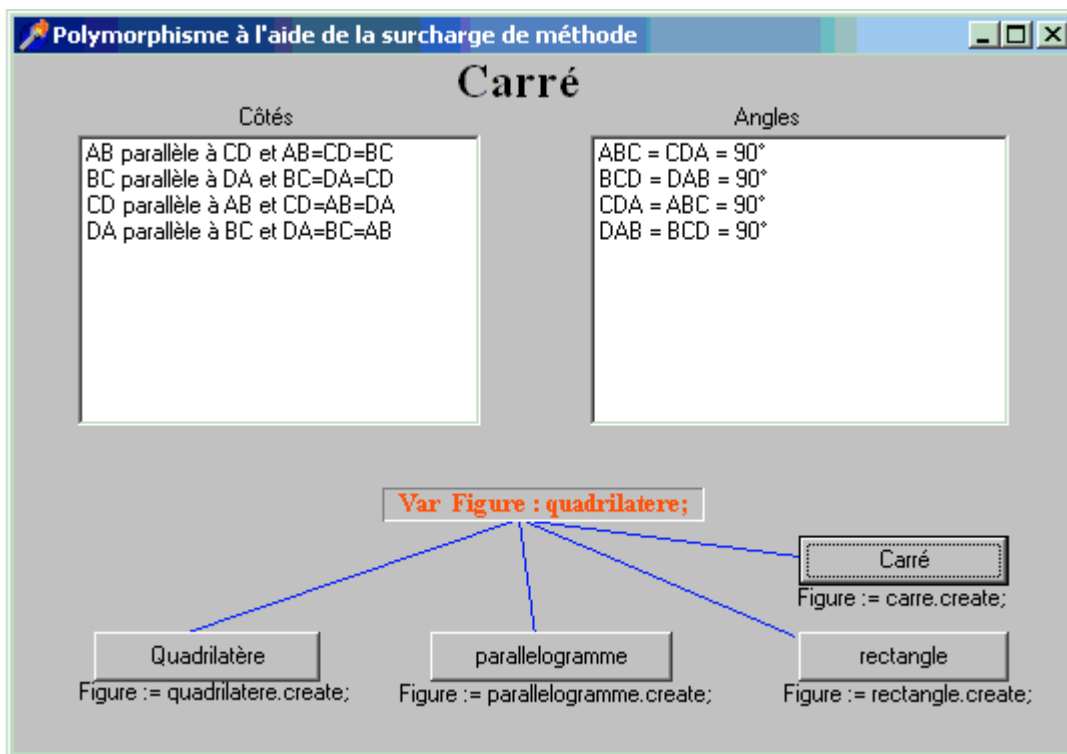 Polymorphisme à l'aide de la surcharge de méthode
Carré
Côtés
AB parallèle à CD et AB=CD=BC
BC parallèle à DA et BC=DA=CD
CD parallèle à AB et CD=AB=DA
DA parallèle à BC et DA=BC=AB
Angles
ABC = CDA = 90°
BCD = DAB = 90°
CDA = ABC = 90°
DAB = BCD = 90°
Var Figure : quadrilatere;
Carré
Figure := carre.create;
Quadrilatère
Figure := quadrilatere.create;
parallelogramme
Figure := parallelogramme.create;
rectangle
Figure := rectangle.create;